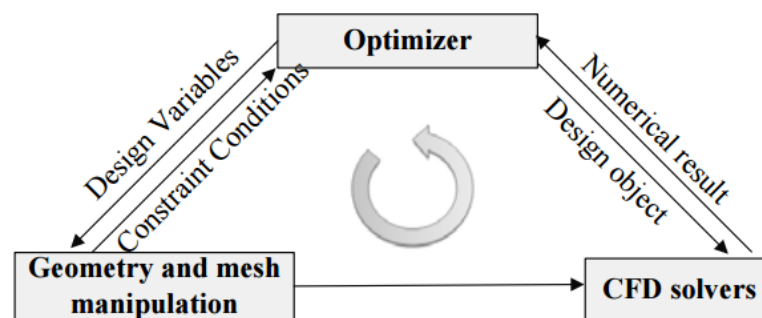 Optimizer
Design Variables
Constraint Conditions
Numerical result
Design object
Geometry and mesh
manipulation
CFD solvers